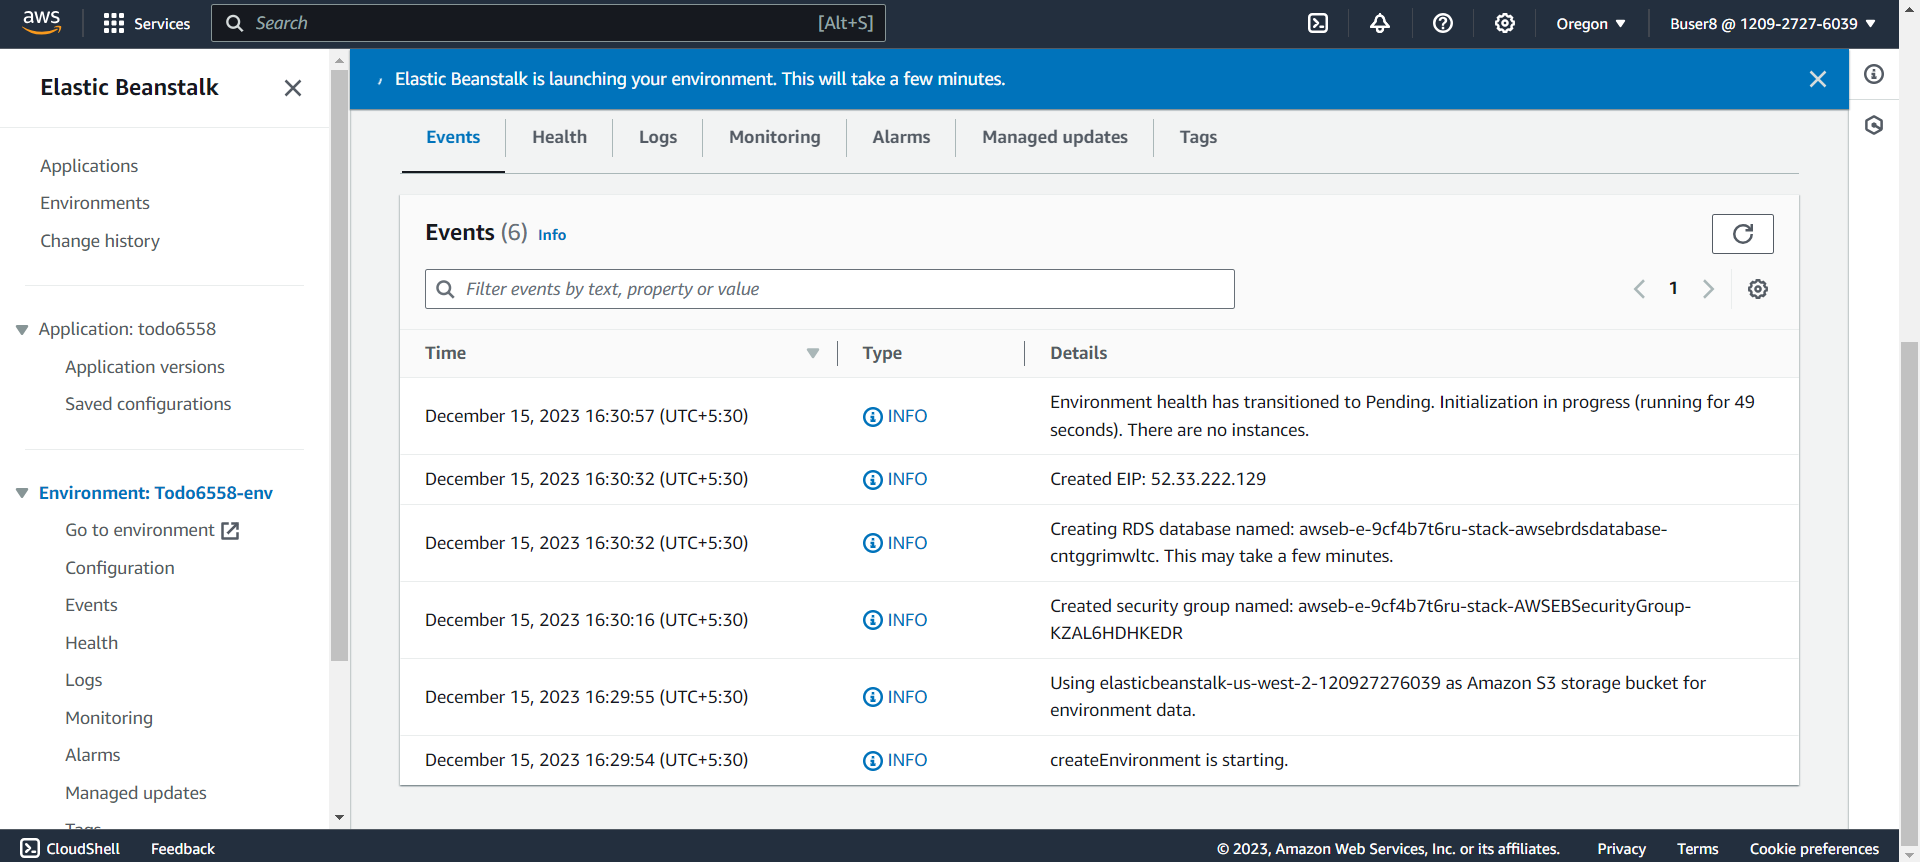 aws
Services
Search
[Alt+S]
Oregon
Buser8 @ 1209-2727-6039
Elastic Beanstalk
Applications
Environments
Change history
Application: todo6558
Application versions
Saved configurations
Environment: Todo6558-env
Go to environment
Configuration
Events
Health
Logs
Monitoring
Alarms
Managed updates
Tags
Elastic Beanstalk is launching your environment. This will take a few minutes.
Events
Health
Logs
Monitoring
Alarms
Managed updates
Tags
Events (6) Info
Filter events by text, property or value
1
Time
Type
Details
December 15, 2023 16:30:57 (UTC+5:30)
INFO
Environment health has transitioned to Pending. Initialization in progress (running for 49
seconds). There are no instances.
December 15, 2023 16:30:32 (UTC+5:30)
INFO
Created EIP: 52.33.222.129
December 15, 2023 16:30:32 (UTC+5:30)
INFO
Creating RDS database named: awseb-e-9cf4b7t6ru-stack-awsebrdsdatabase-
cntggrimwltc. This may take a few minutes.
December 15, 2023 16:30:16 (UTC+5:30)
INFO
Created security group named: awseb-e-9cf4b7t6ru-stack-AWSEBSecurityGroup-
KZAL6HDHKEDR
December 15, 2023 16:29:55 (UTC+5:30)
INFO
Using elasticbeanstalk-us-west-2-120927276039 as Amazon S3 storage bucket for
environment data.
December 15, 2023 16:29:54 (UTC+5:30)
INFO
createEnvironment is starting.
CloudShell
Feedback
© 2023, Amazon Web Services, Inc. or its affiliates.
Privacy
Terms
Cookie preferences